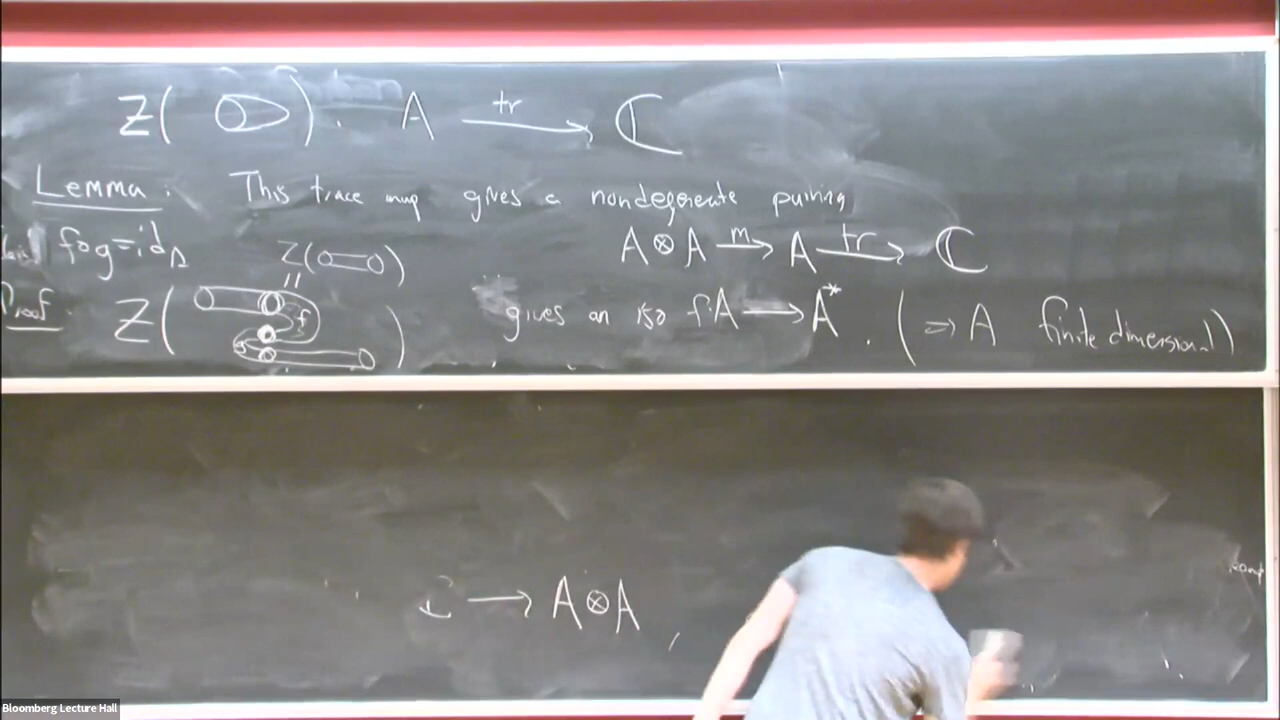 Z( ). A —tr→ ℂ
Lemma: This trace map gives a nondegenerate pairing
f∘g=id_A Z( ) A⊗A —m→ A —tr→ ℂ
Proof. Z( f ) gives an iso f:A → A*. (⇒ A finite dimensional)
ℂ → A⊗A,
Bloomberg Lecture Hall